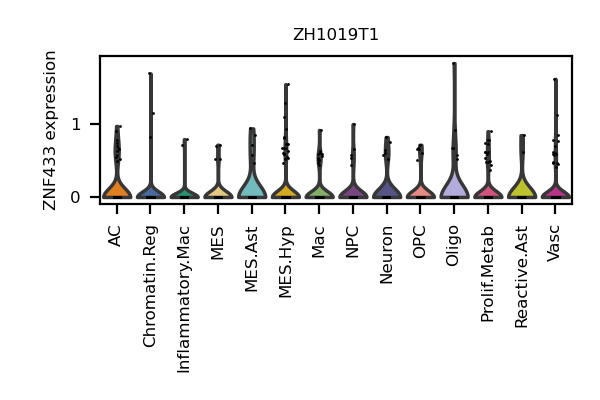 ZH1019T1
ZNF433 expression
1
0
AC
Chromatin.Reg
Inflammatory.Mac
MES
MES.Ast
MES.Hyp
Mac
NPC
Neuron
OPC
Oligo
Prolif.Metab
Reactive.Ast
Vasc